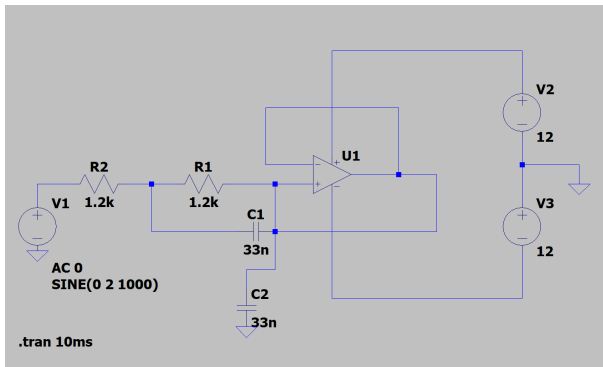 V2
12
R2
1.2k
R1
1.2k
U1
V1
AC 0
SINE(0 2 1000)
C1
33n
V3
12
C2
33n
.tran 10ms